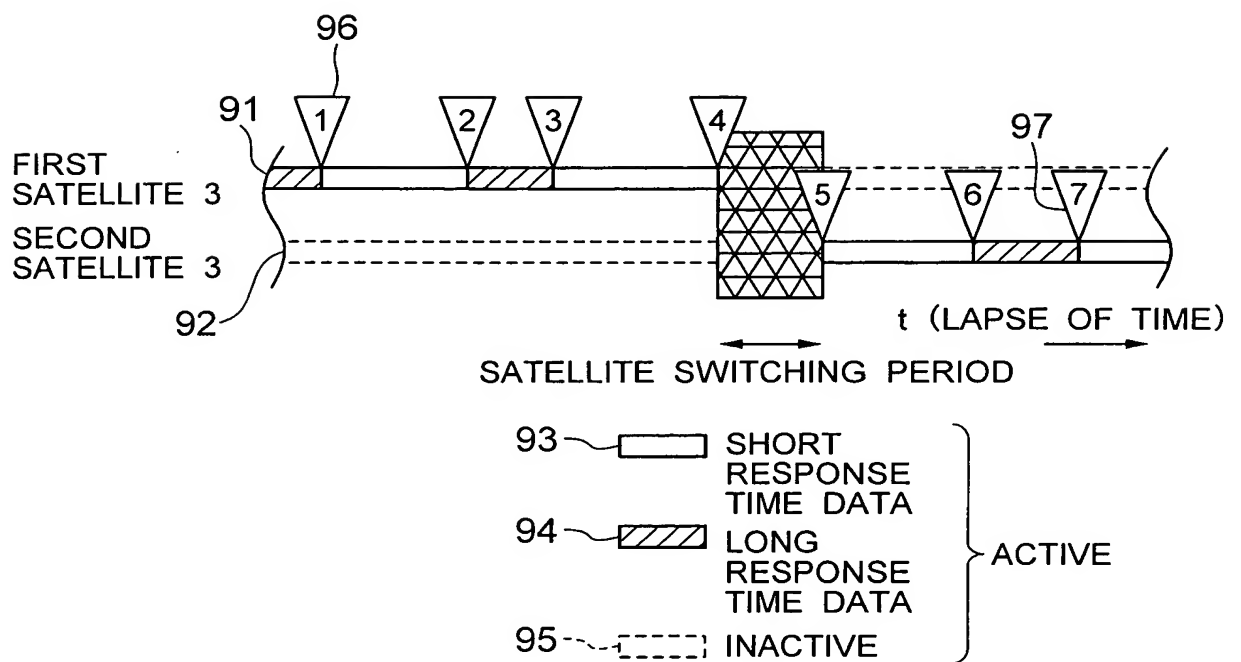 96
91
1 2 3 4
97
FIRST
SATELLITE 3
5 6 7
SECOND
SATELLITE 3
92
t (LAPSE OF TIME)
SATELLITE SWITCHING PERIOD
93 SHORT
RESPONSE
TIME DATA
94 LONG
RESPONSE
TIME DATA
ACTIVE
95 INACTIVE